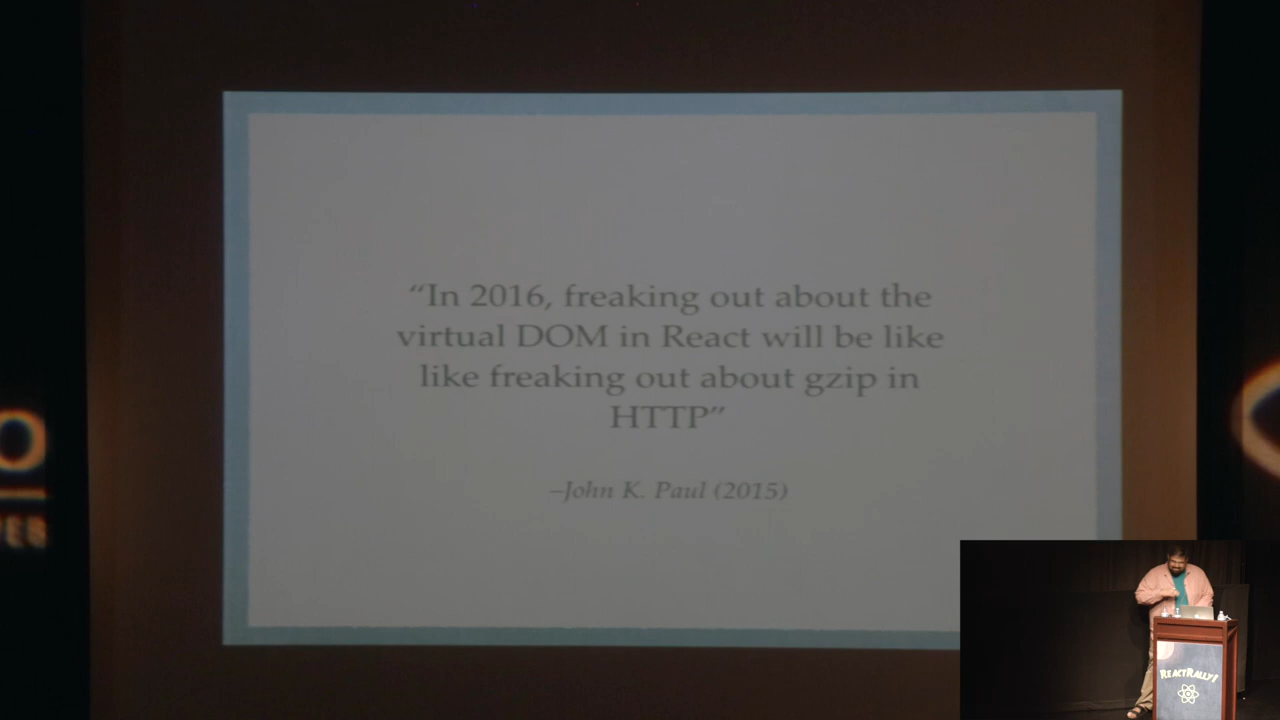 “In 2016, freaking out about the
virtual DOM in React will be like
like freaking out about gzip in
HTTP”
–John K. Paul (2015)
REACTRALLY!